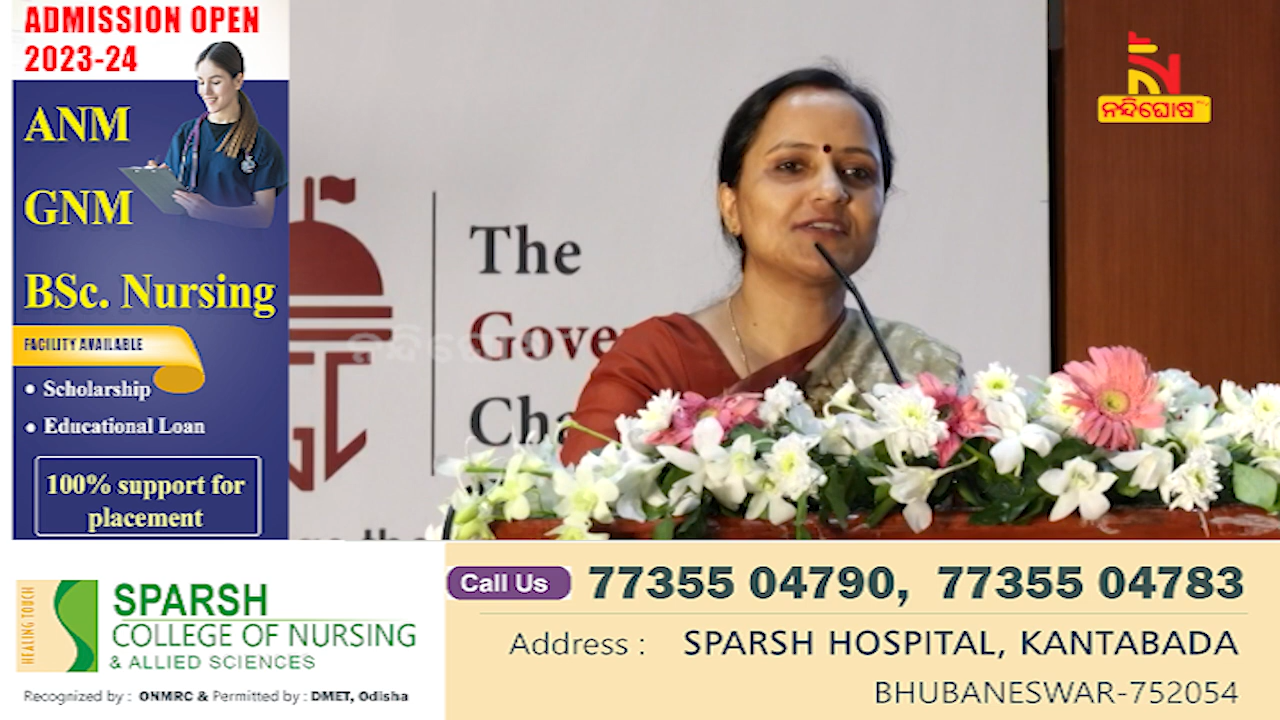 ADMISSION OPEN
2023-24
ANM
GNM
BSc. Nursing
FACILITY AVAILABLE
• Scholarship
• Educational Loan
100% support for
placement
ନନ୍ଦିଘୋଷ
The
Gove
Cha
ନନ୍ଦିଘୋ
HEALING TOUCH
SPARSH
COLLEGE OF NURSING
& ALLIED SCIENCES
Recognized by : ONMRC & Permitted by : DMET, Odisha
Call Us 77355 04790, 77355 04783
Address : SPARSH HOSPITAL, KANTABADA
BHUBANESWAR-752054